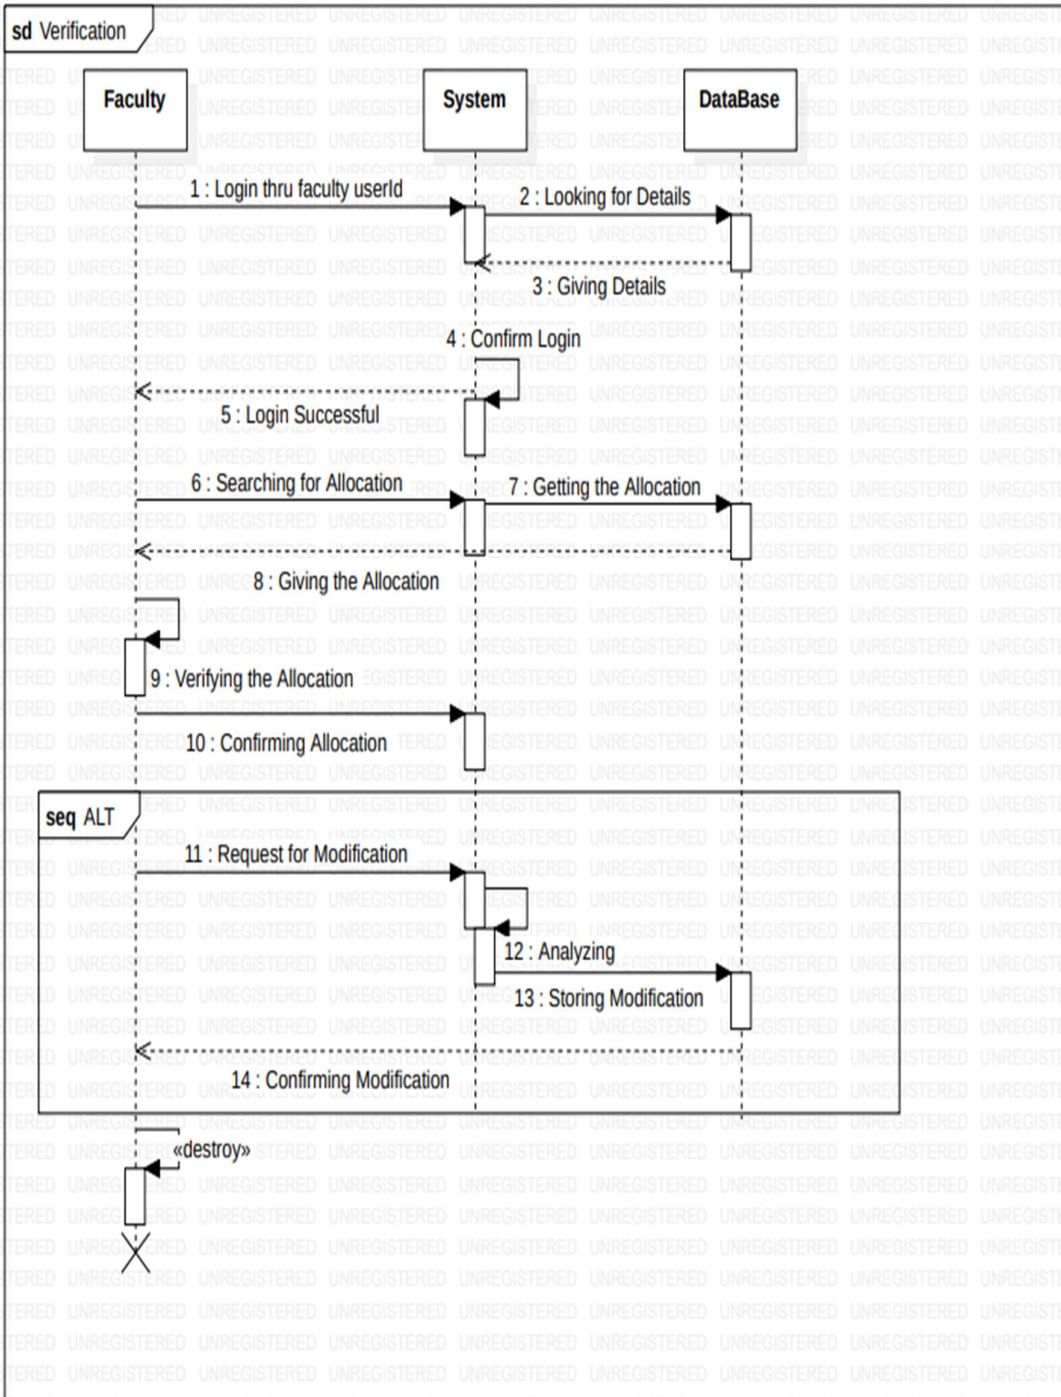 sd Verification
Faculty
System
DataBase
1 : Login thru faculty userId
2 : Looking for Details
3 : Giving Details
4 : Confirm Login
5 : Login Successful
6 : Searching for Allocation
7 : Getting the Allocation
8 : Giving the Allocation
9 : Verifying the Allocation
10 : Confirming Allocation
seq ALT
11 : Request for Modification
12 : Analyzing
13 : Storing Modification
14 : Confirming Modification
«destroy»
UNREGISTERED